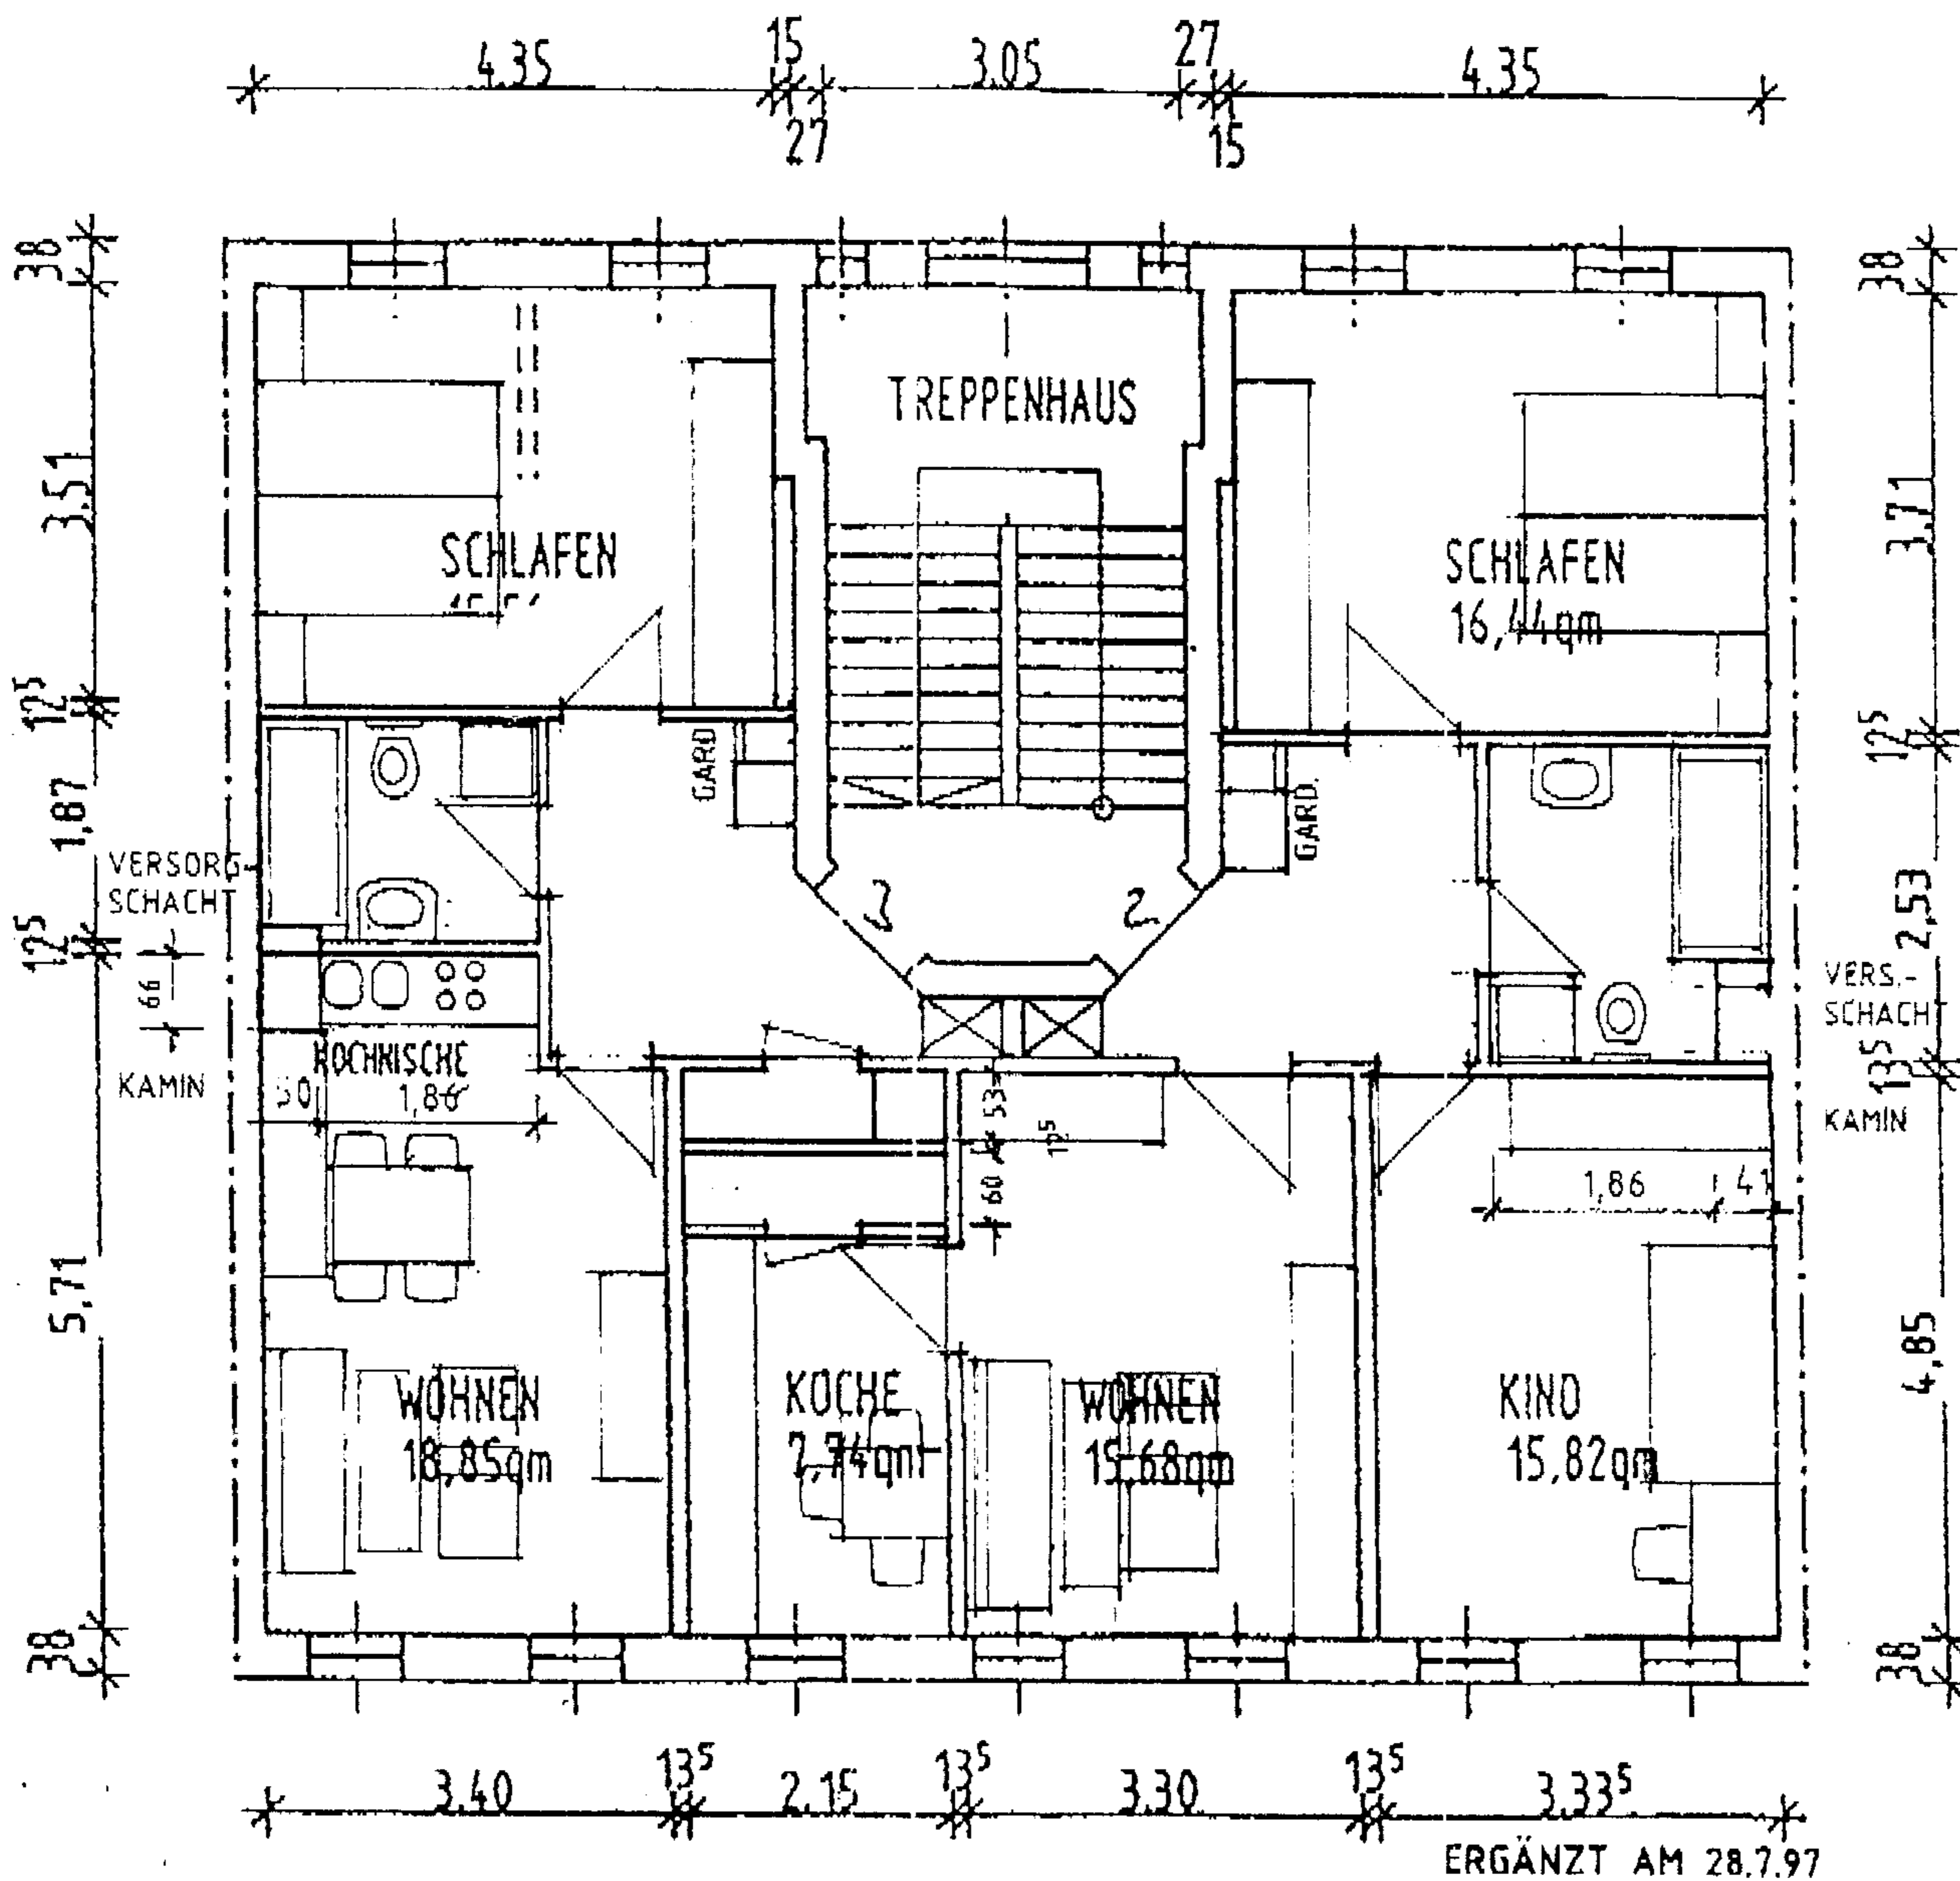 4.35
15
27
3.05
27
15
4.35
38
3,51
12⁵
1,87
12⁵
66
5,71
38
38
3,71
12⁵
2,53
13⁵
4,85
38
TREPPENHAUS
SCHLAFEN
SCHLAFEN
16,44qm
GARD
GARD.
VERSORG-
SCHACHT
KAMIN
VERS.-
SCHACHT
KAMIN
2
KOCHNISCHE
50
1,86
53
12⁵
60
1,86
41
WOHNEN
18,85qm
KÜCHE
7,74qm
WOHNEN
15,68qm
KIND
15,82qm
3.40
13⁵
2.15
13⁵
3.30
13⁵
3.33⁵
ERGÄNZT AM 28.7.97